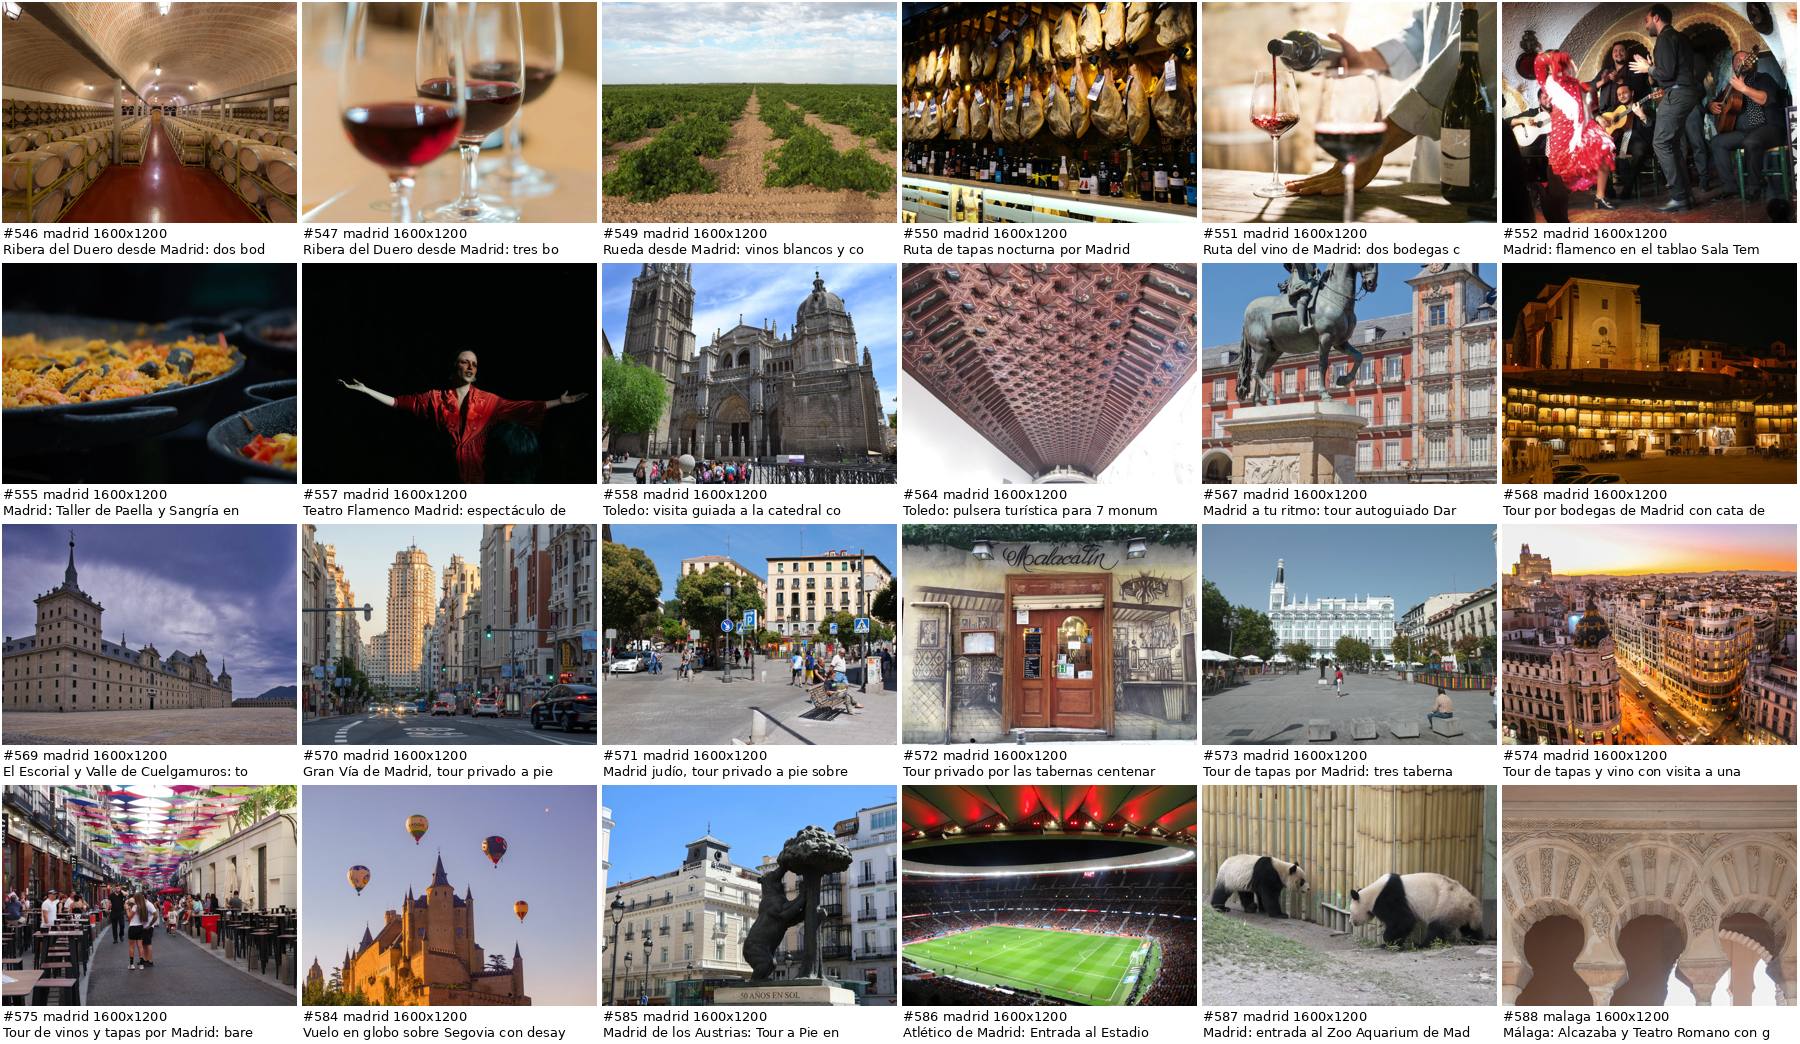 #546 madrid 1600x1200
Ribera del Duero desde Madrid: dos bod
#547 madrid 1600x1200
Ribera del Duero desde Madrid: tres bo
#549 madrid 1600x1200
Rueda desde Madrid: vinos blancos y co
#550 madrid 1600x1200
Ruta de tapas nocturna por Madrid
#551 madrid 1600x1200
Ruta del vino de Madrid: dos bodegas c
#552 madrid 1600x1200
Madrid: flamenco en el tablao Sala Tem
#555 madrid 1600x1200
Madrid: Taller de Paella y Sangría en
#557 madrid 1600x1200
Teatro Flamenco Madrid: espectáculo de
#558 madrid 1600x1200
Toledo: visita guiada a la catedral co
#564 madrid 1600x1200
Toledo: pulsera turística para 7 monum
#567 madrid 1600x1200
Madrid a tu ritmo: tour autoguiado Dar
#568 madrid 1600x1200
Tour por bodegas de Madrid con cata de
#569 madrid 1600x1200
El Escorial y Valle de Cuelgamuros: to
#570 madrid 1600x1200
Gran Vía de Madrid, tour privado a pie
#571 madrid 1600x1200
Madrid judío, tour privado a pie sobre
Malacatín
#572 madrid 1600x1200
Tour privado por las tabernas centenar
#573 madrid 1600x1200
Tour de tapas por Madrid: tres taberna
#574 madrid 1600x1200
Tour de tapas y vino con visita a una
#575 madrid 1600x1200
Tour de vinos y tapas por Madrid: bare
#584 madrid 1600x1200
Vuelo en globo sobre Segovia con desay
50 AÑOS EN SOL
#585 madrid 1600x1200
Madrid de los Austrias: Tour a Pie en
#586 madrid 1600x1200
Atlético de Madrid: Entrada al Estadio
#587 madrid 1600x1200
Madrid: entrada al Zoo Aquarium de Mad
#588 malaga 1600x1200
Málaga: Alcazaba y Teatro Romano con g